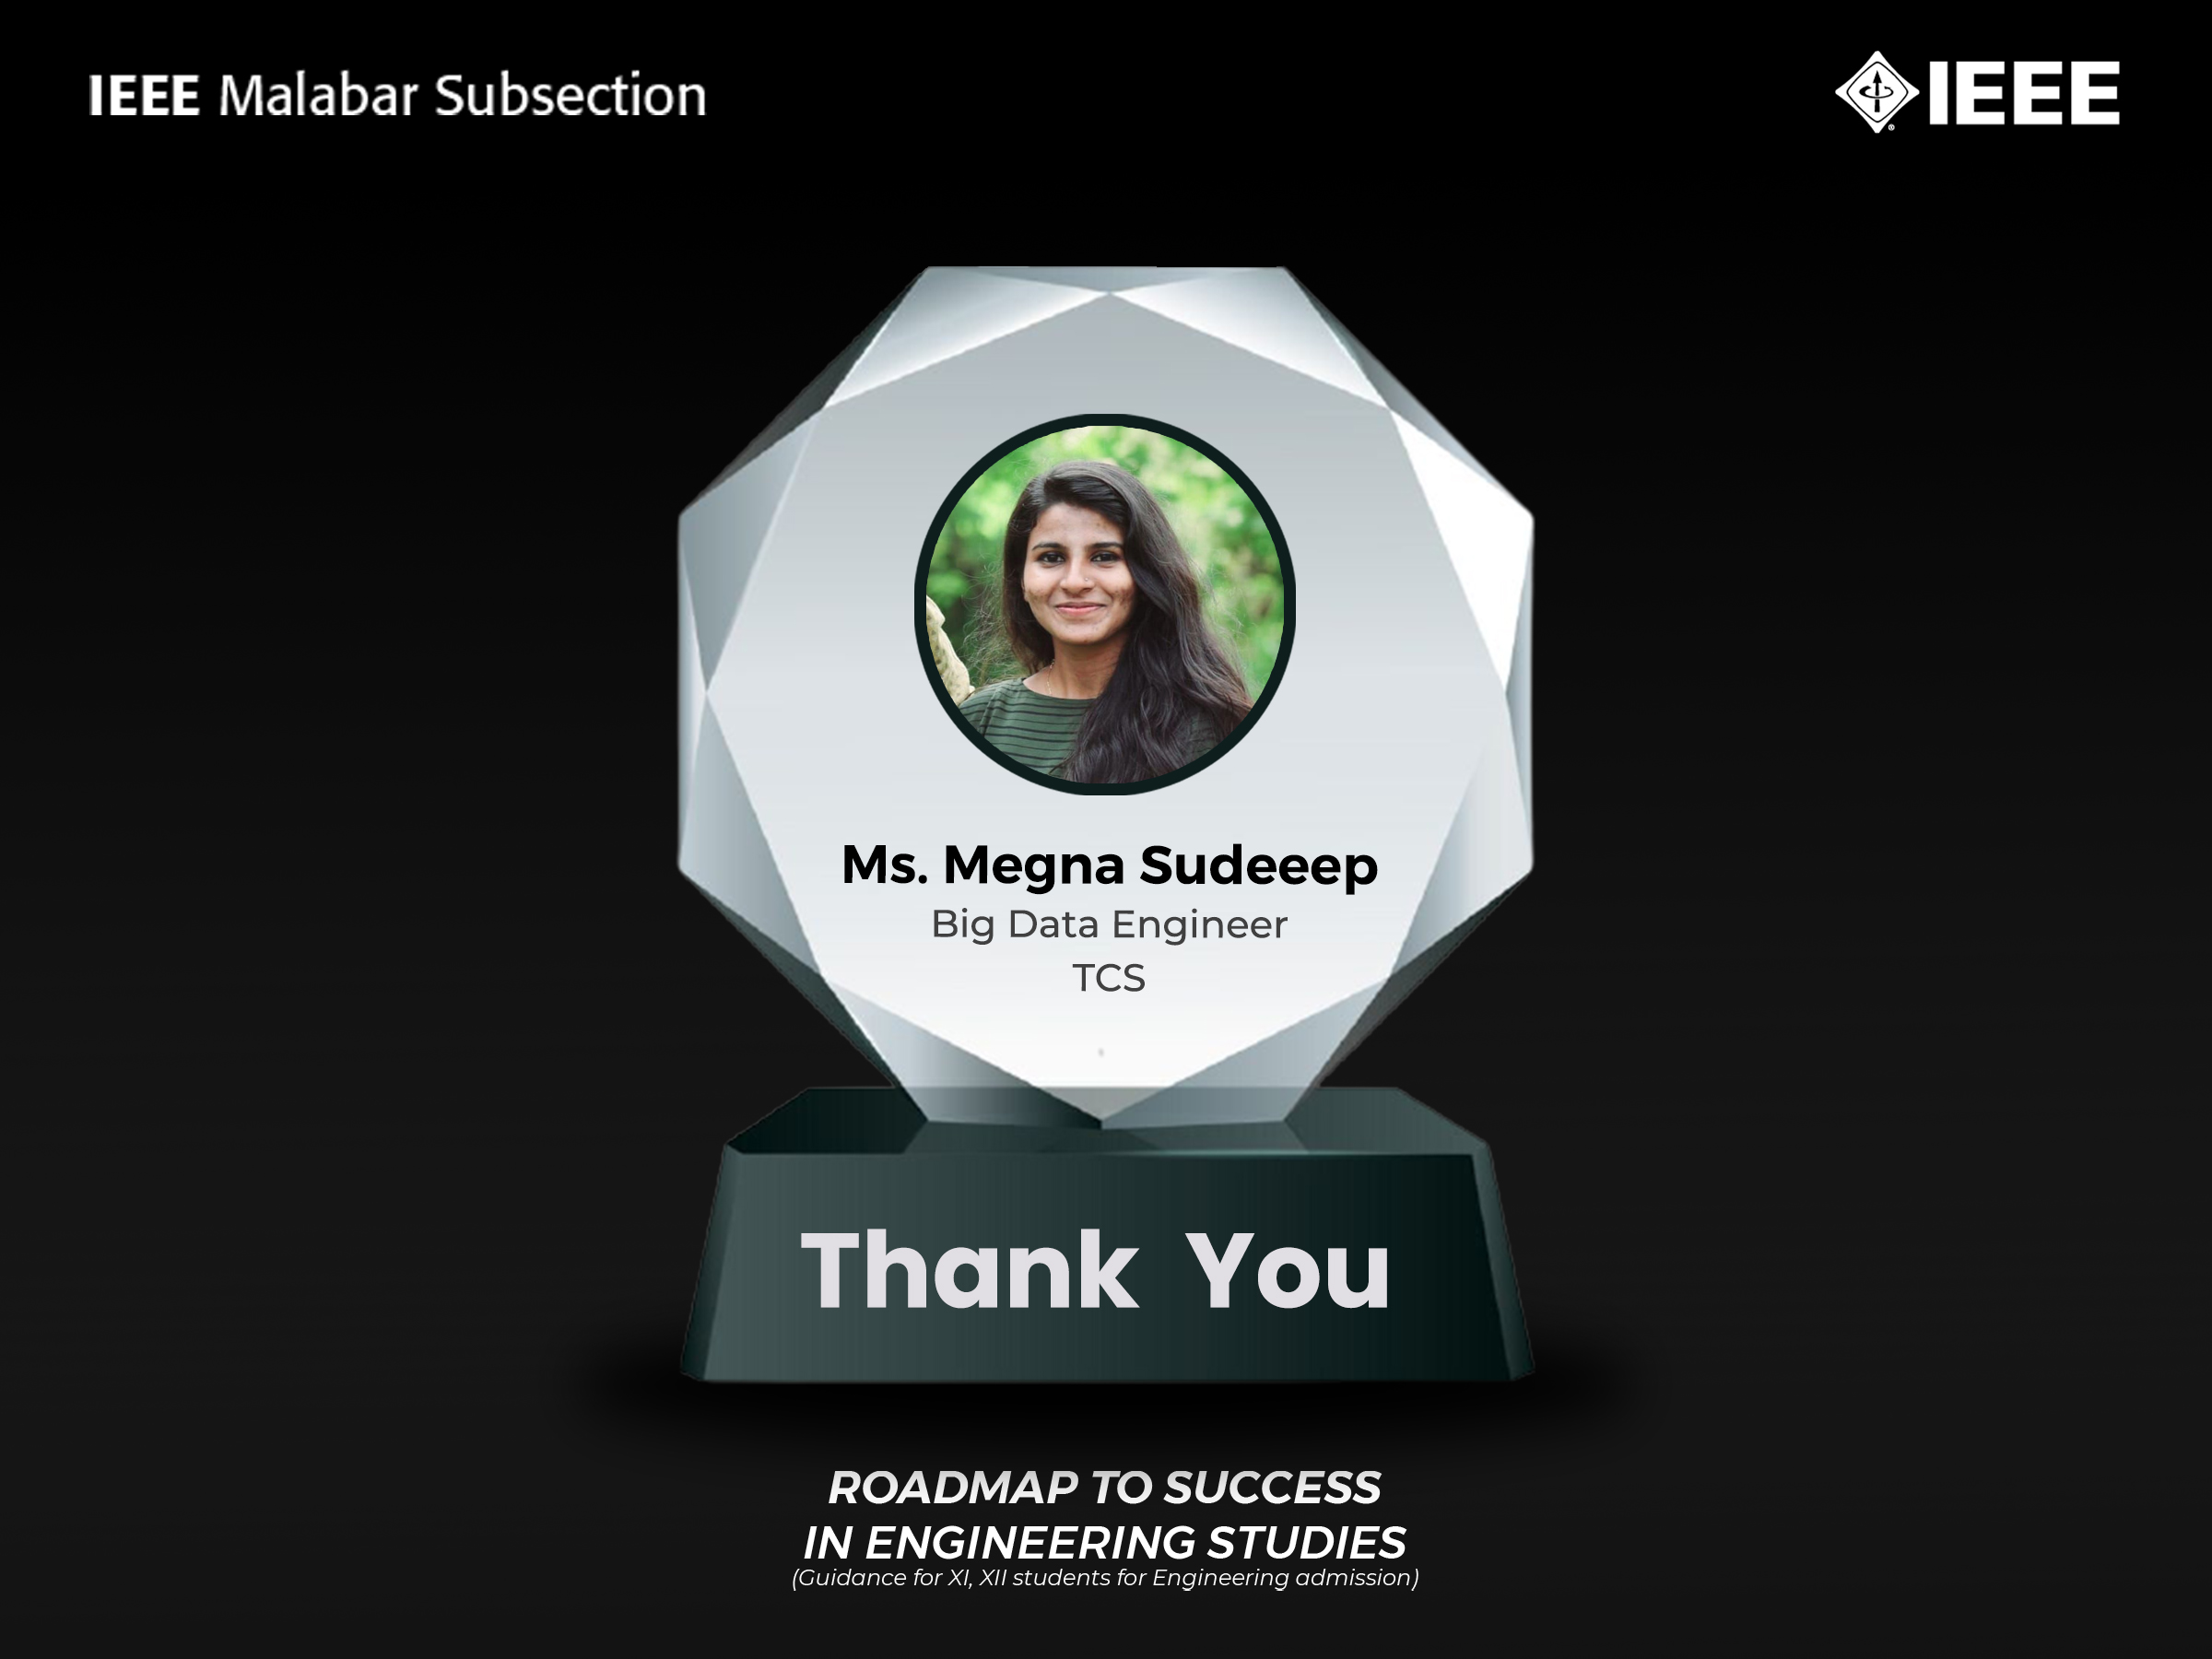 IEEE Malabar Subsection
IEEE
Ms. Megna Sudeeep
Big Data Engineer
TCS
Thank You
ROADMAP TO SUCCESS
IN ENGINEERING STUDIES
(Guidance for XI, XII students for Engineering admission)